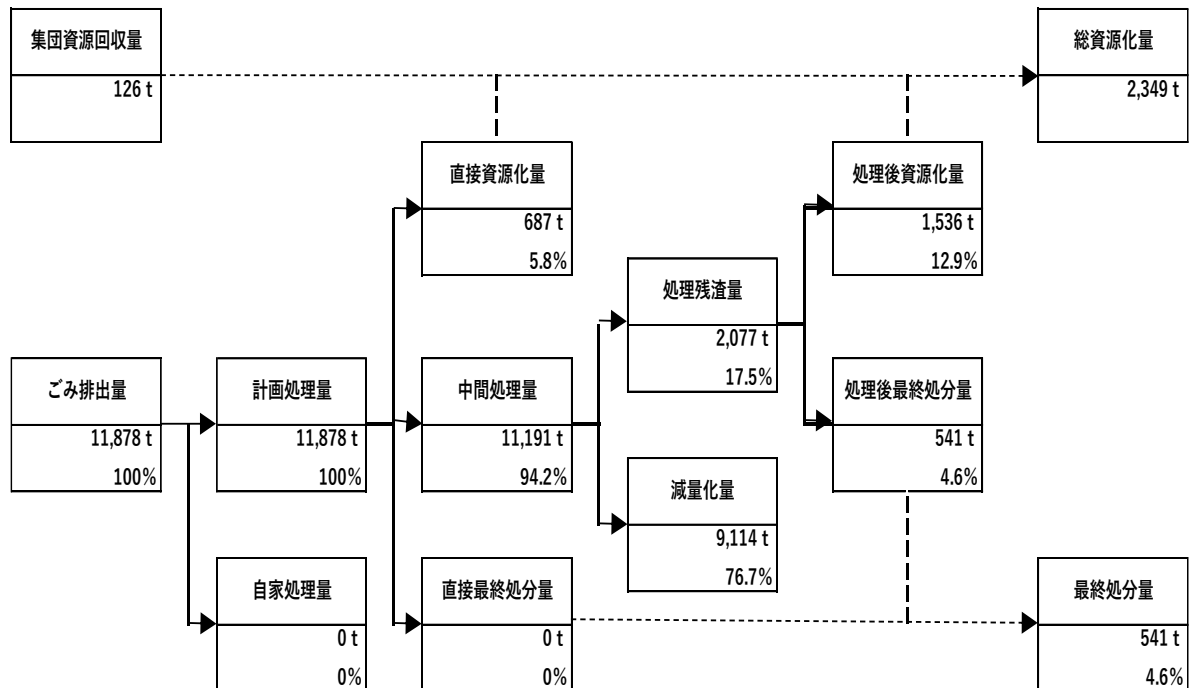 集団資源回収量
126 t
総資源化量
2,349 t
直接資源化量
687 t
5.8%
処理後資源化量
1,536 t
12.9%
処理残渣量
2,077 t
17.5%
ごみ排出量
11,878 t
100%
計画処理量
11,878 t
100%
中間処理量
11,191 t
94.2%
処理後最終処分量
541 t
4.6%
減量化量
9,114 t
76.7%
自家処理量
0 t
0%
直接最終処分量
0 t
0%
最終処分量
541 t
4.6%